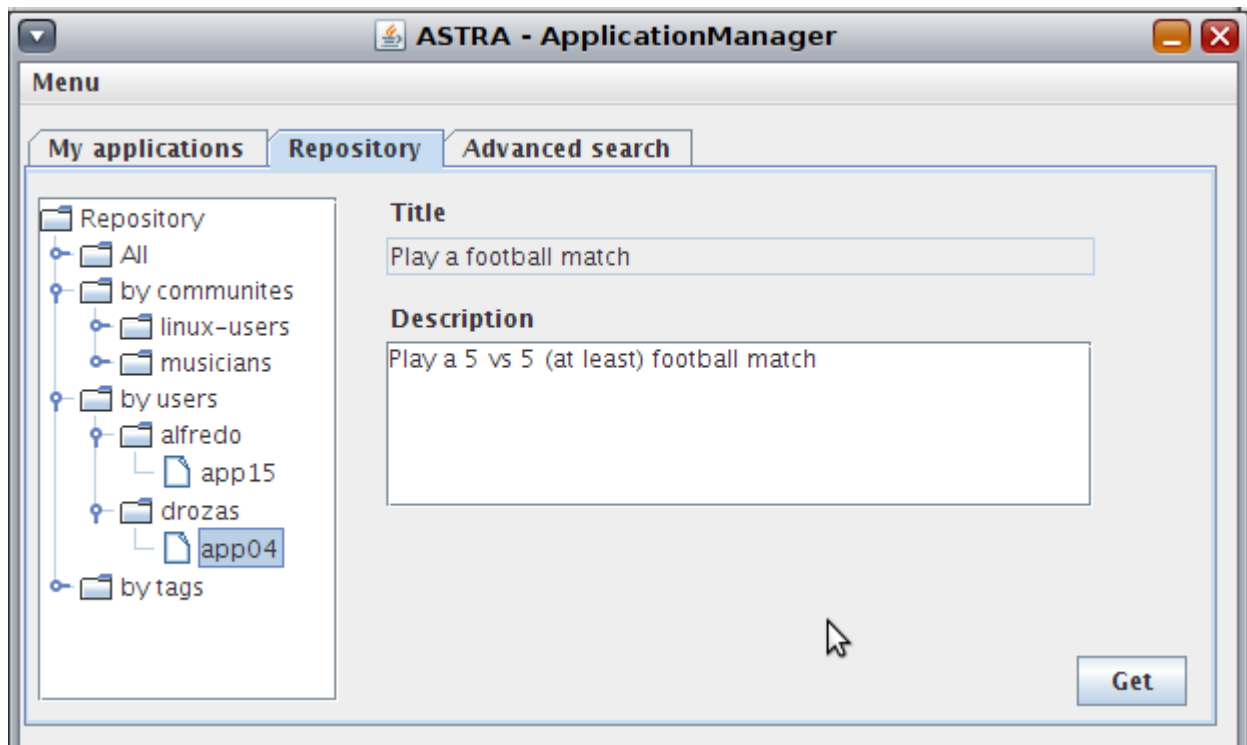 ASTRA - ApplicationManager
Menu
My applications
Repository
Advanced search
Repository
All
by communites
linux-users
musicians
by users
alfredo
app15
drozas
app04
by tags
Title
Play a football match
Description
Play a 5 vs 5 (at least) football match
Get